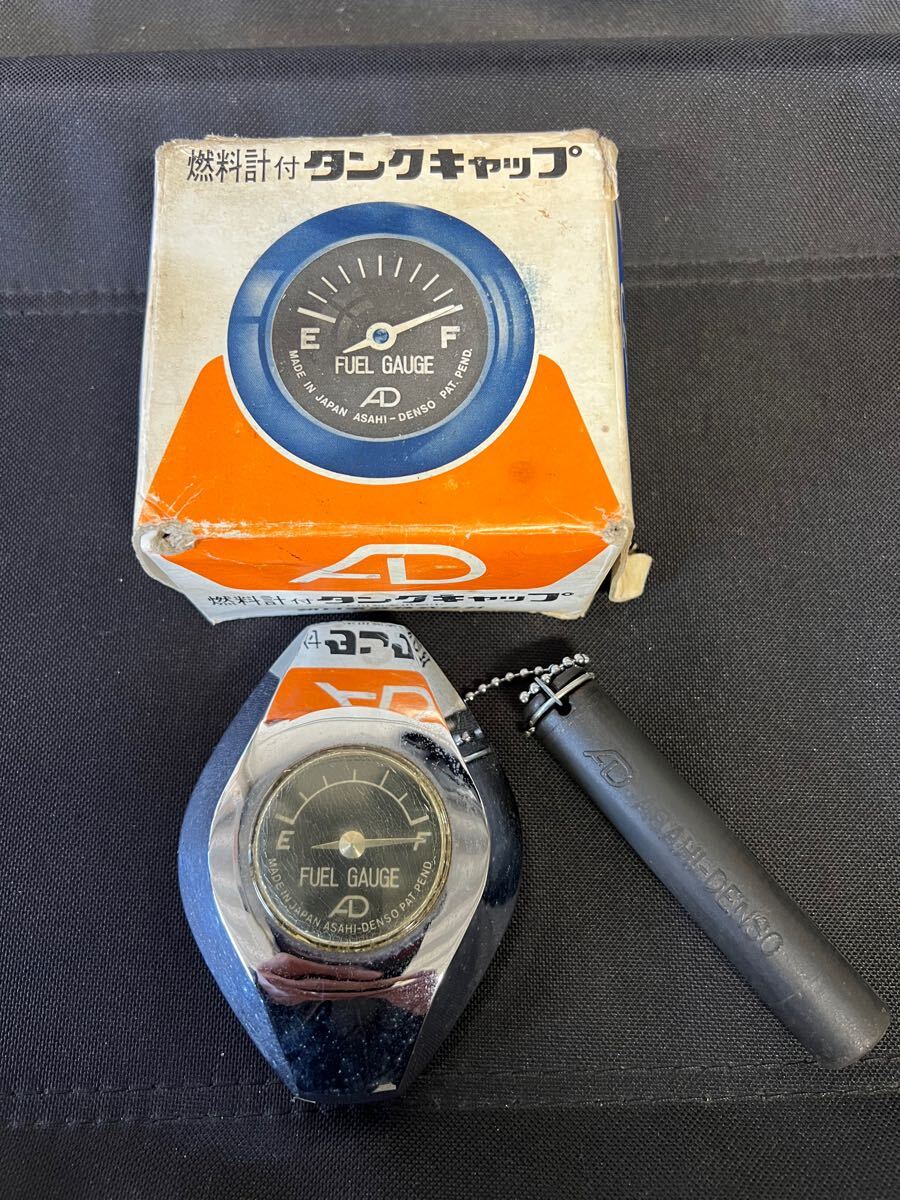 燃料計付タンクキャップ
E F
FUEL GAUGE
AD
MADE IN JAPAN ASAHI-DENSO PAT. PEND.
AD
燃料計付タンクキャップ
AD
E F
FUEL GAUGE
AD
MADE IN JAPAN ASAHI-DENSO PAT. PEND.
AD ASAHI-DENSO